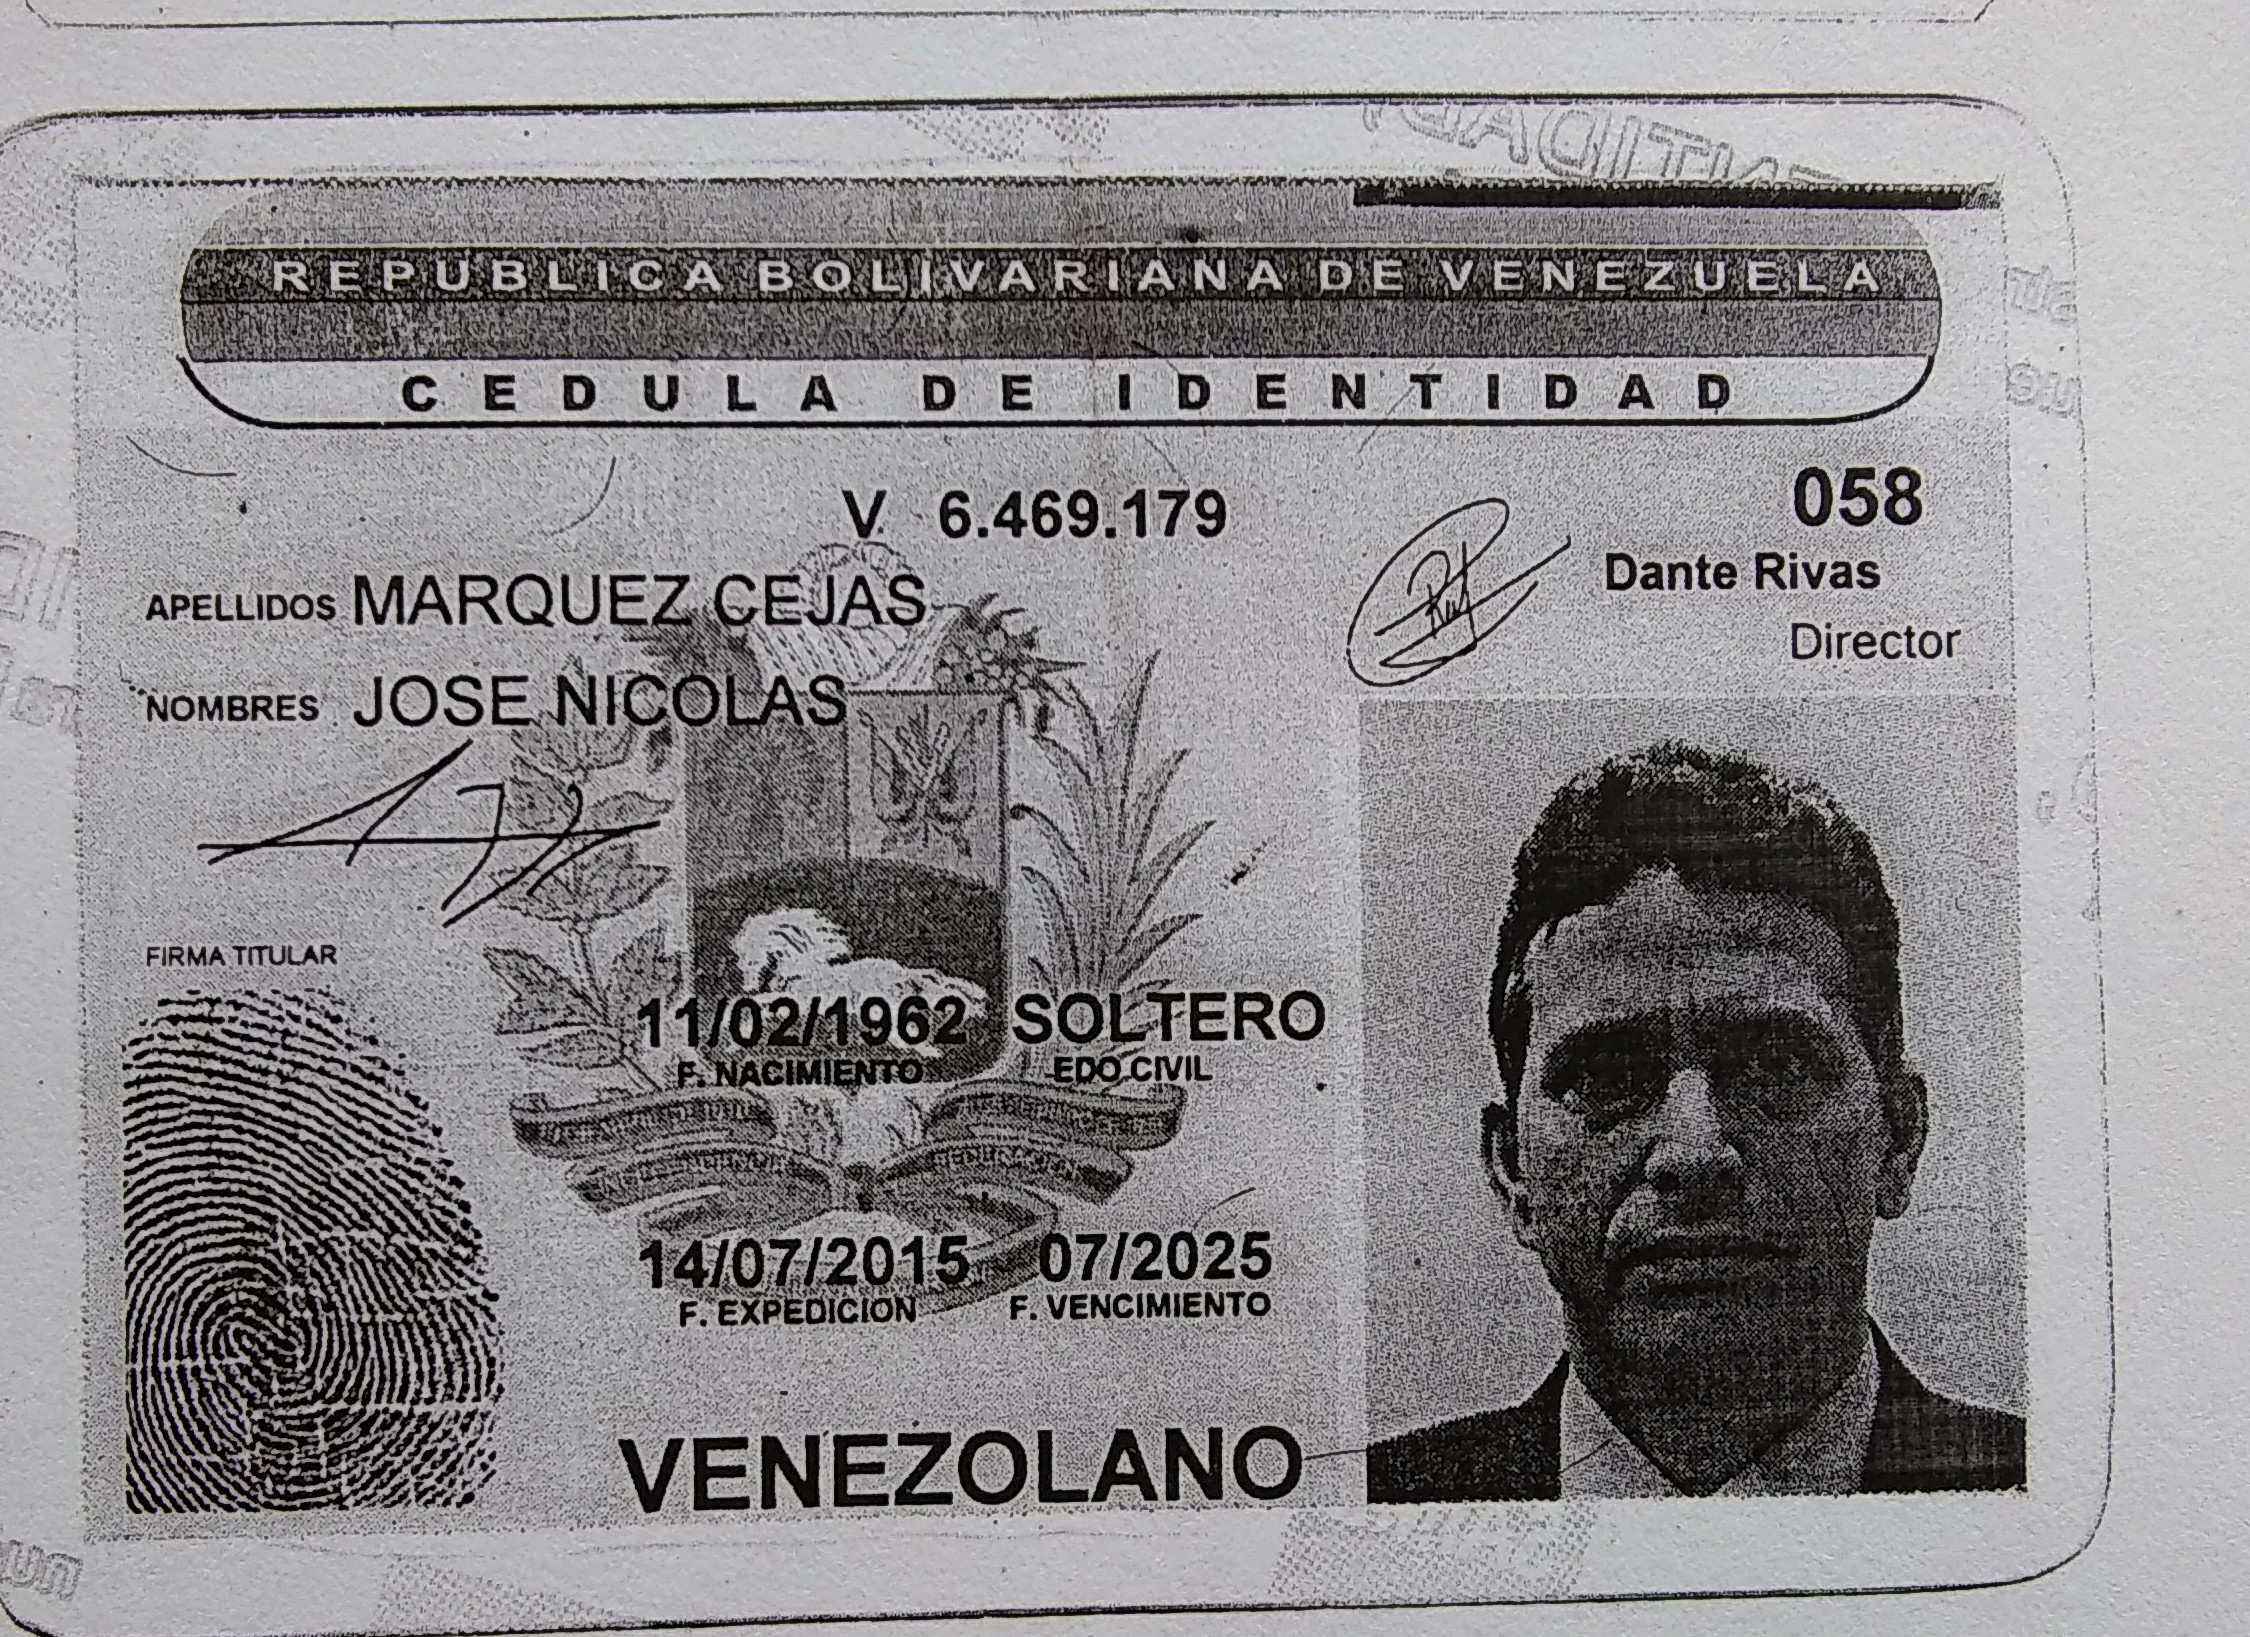 REPUBLICA BOLIVARIANA DE VENEZUELA
CEDULA DE IDENTIDAD
V 6.469.179
058
Dante Rivas
Director
APELLIDOS MARQUEZ CEJAS
NOMBRES JOSE NICOLAS
FIRMA TITULAR
11/02/1962 SOLTERO
F. NACIMIENTO EDO CIVIL
14/07/2015 07/2025
F. EXPEDICION F. VENCIMIENTO
VENEZOLANO